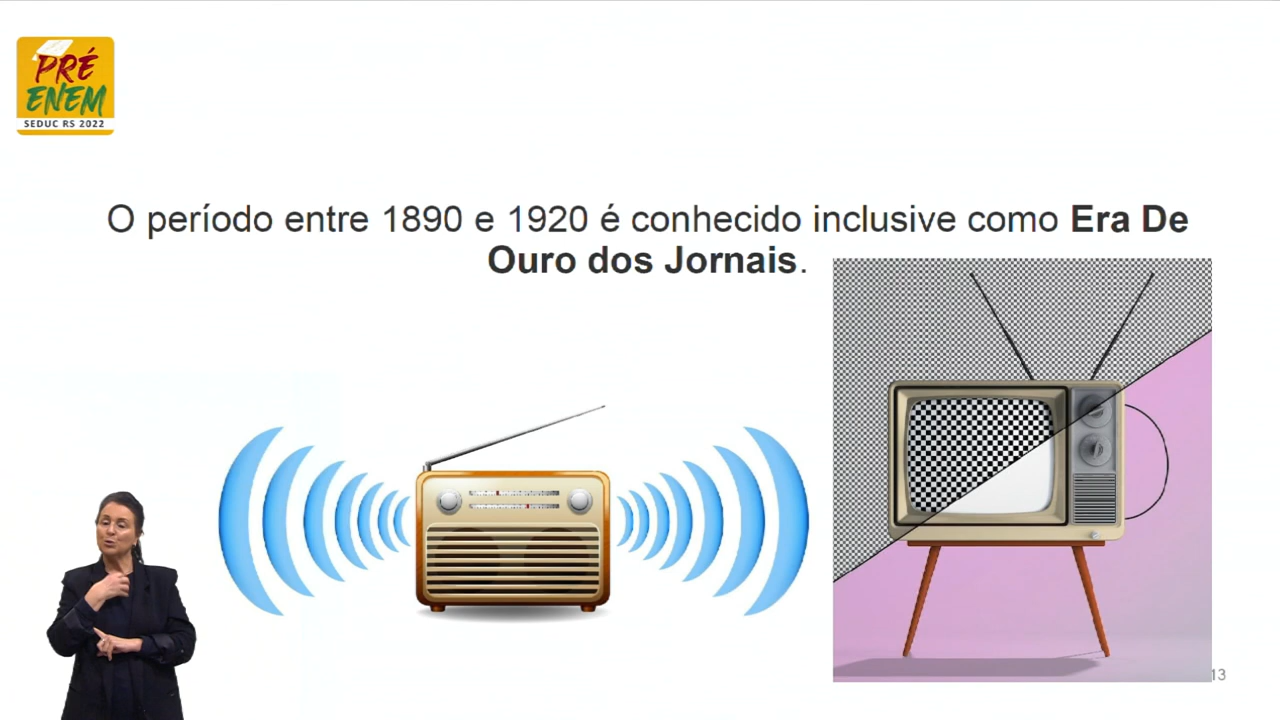 PRÉ
ENEM
SEDUC RS 2022
O período entre 1890 e 1920 é conhecido inclusive como Era De
Ouro dos Jornais.
13